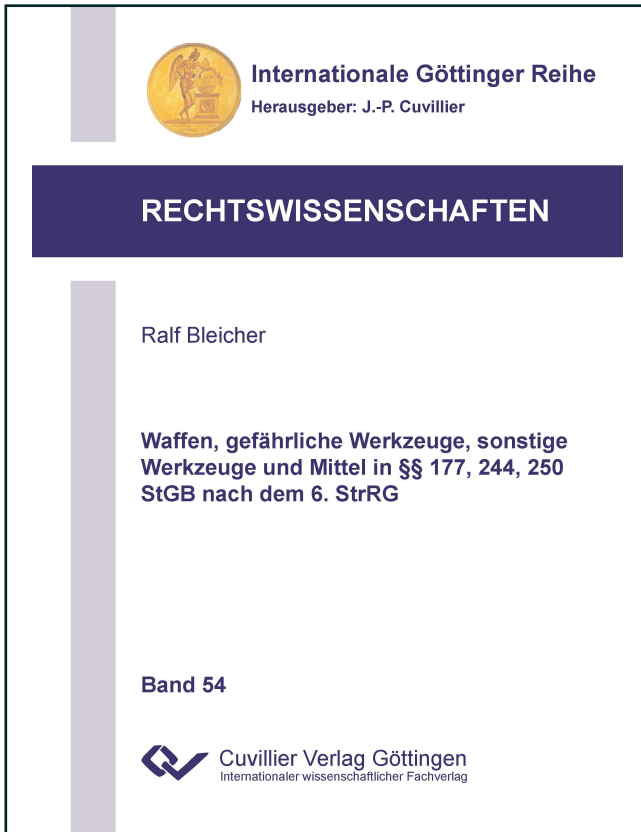 Internationale Göttinger Reihe
Herausgeber: J.-P. Cuvillier
RECHTSWISSENSCHAFTEN
Ralf Bleicher
Waffen, gefährliche Werkzeuge, sonstige
Werkzeuge und Mittel in §§ 177, 244, 250
StGB nach dem 6. StrRG
Band 54
Cuvillier Verlag Göttingen
Internationaler wissenschaftlicher Fachverlag